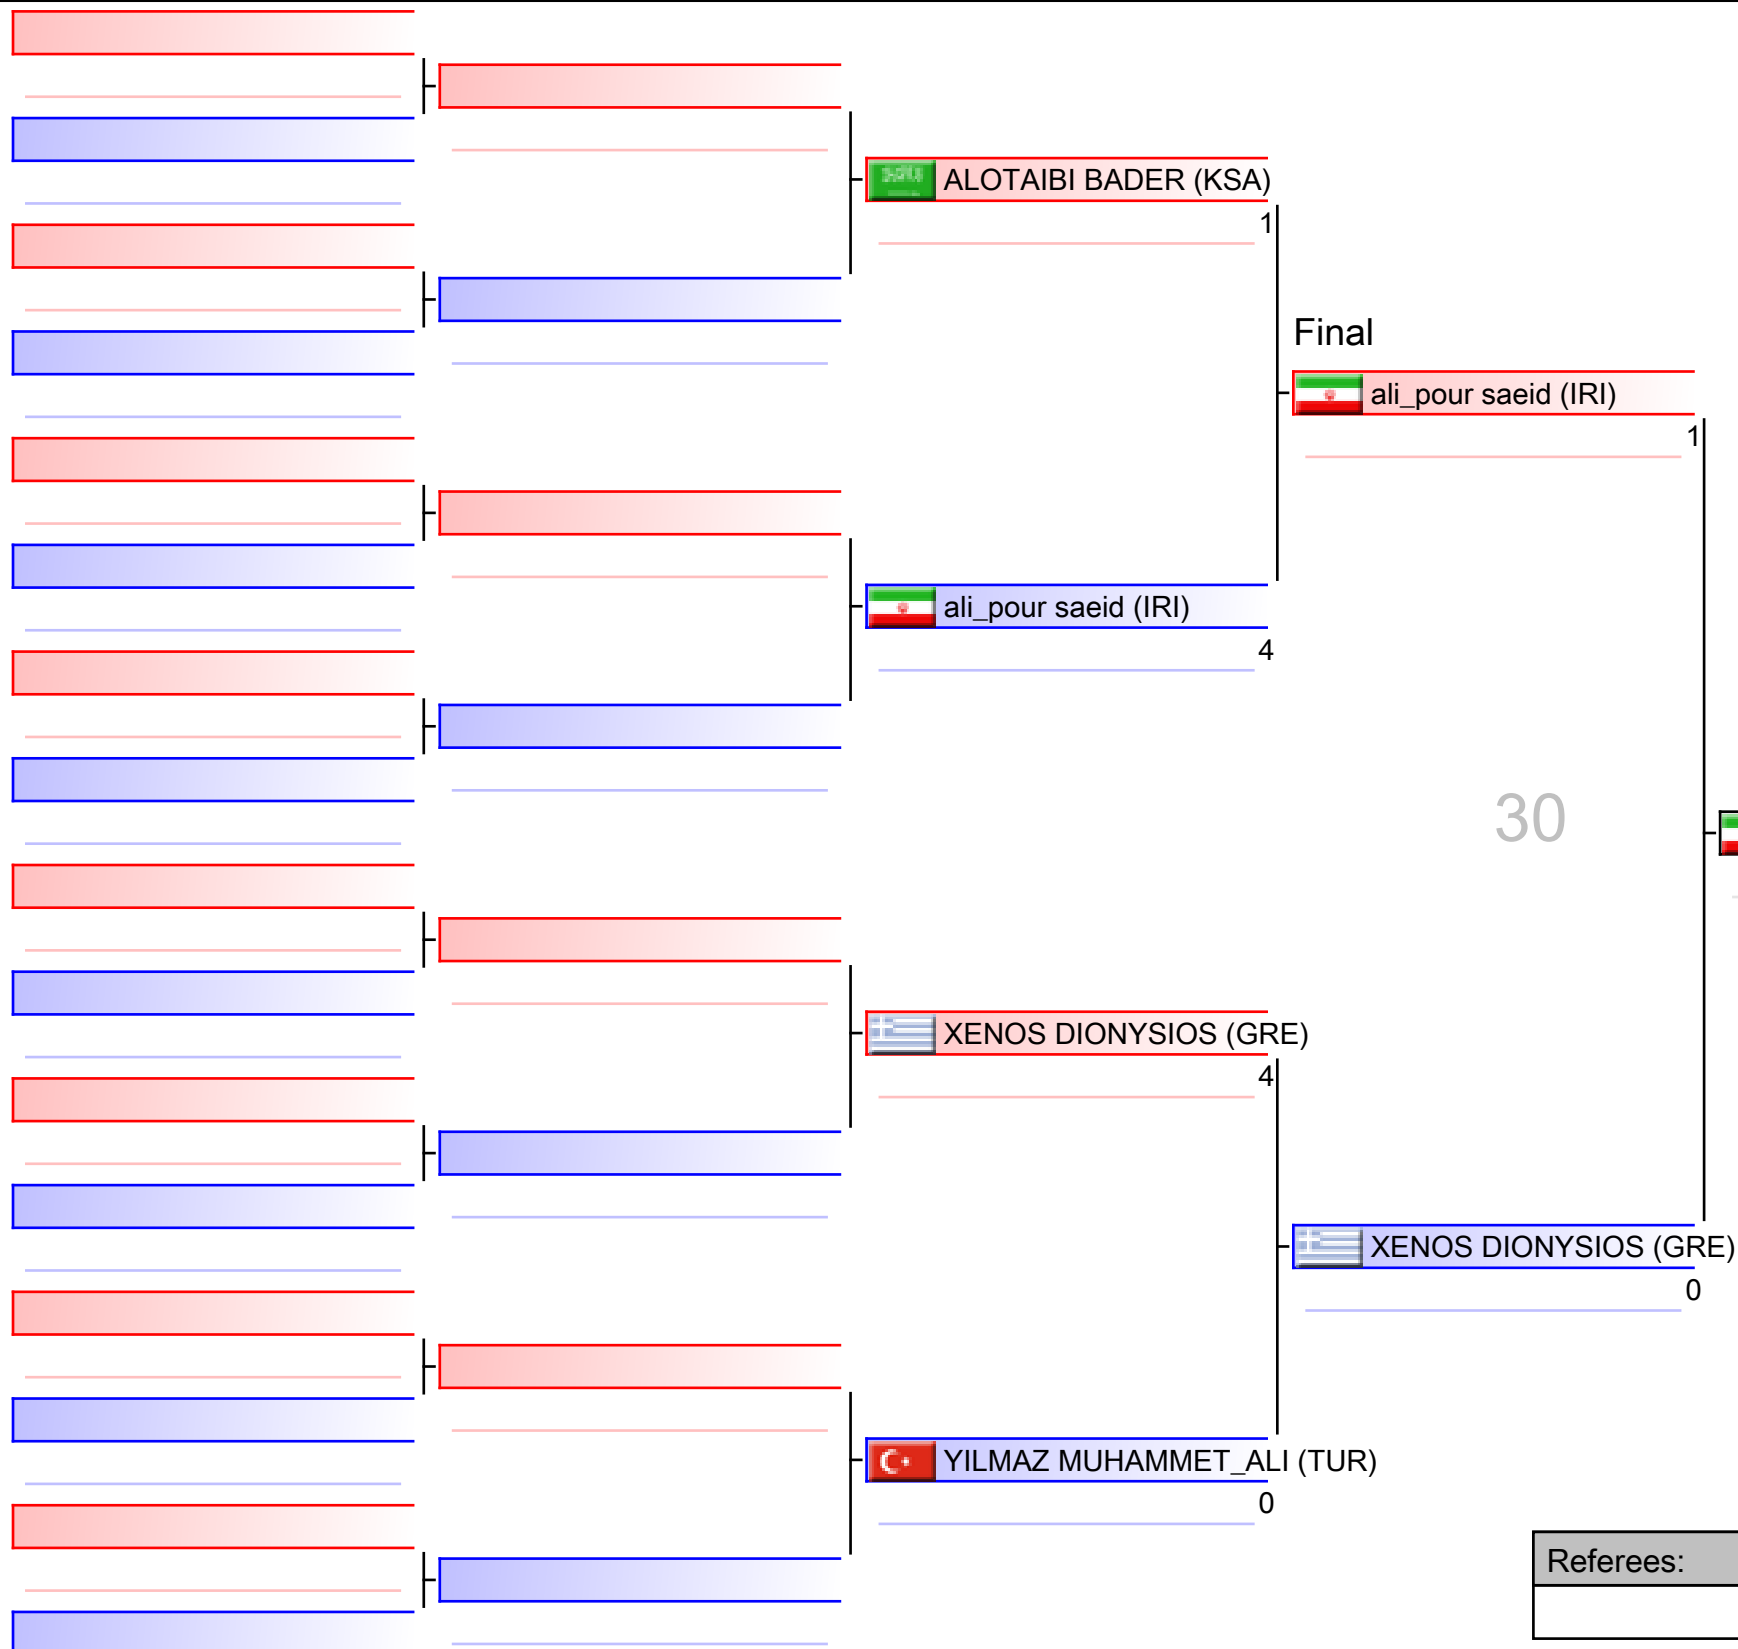 ALOTAIBI BADER (KSA)
1
Final
ali_pour saeid (IRI)
1
ali_pour saeid (IRI)
4
30
XENOS DIONYSIOS (GRE)
4
XENOS DIONYSIOS (GRE)
0
YILMAZ MUHAMMET_ALI (TUR)
0
Referees: